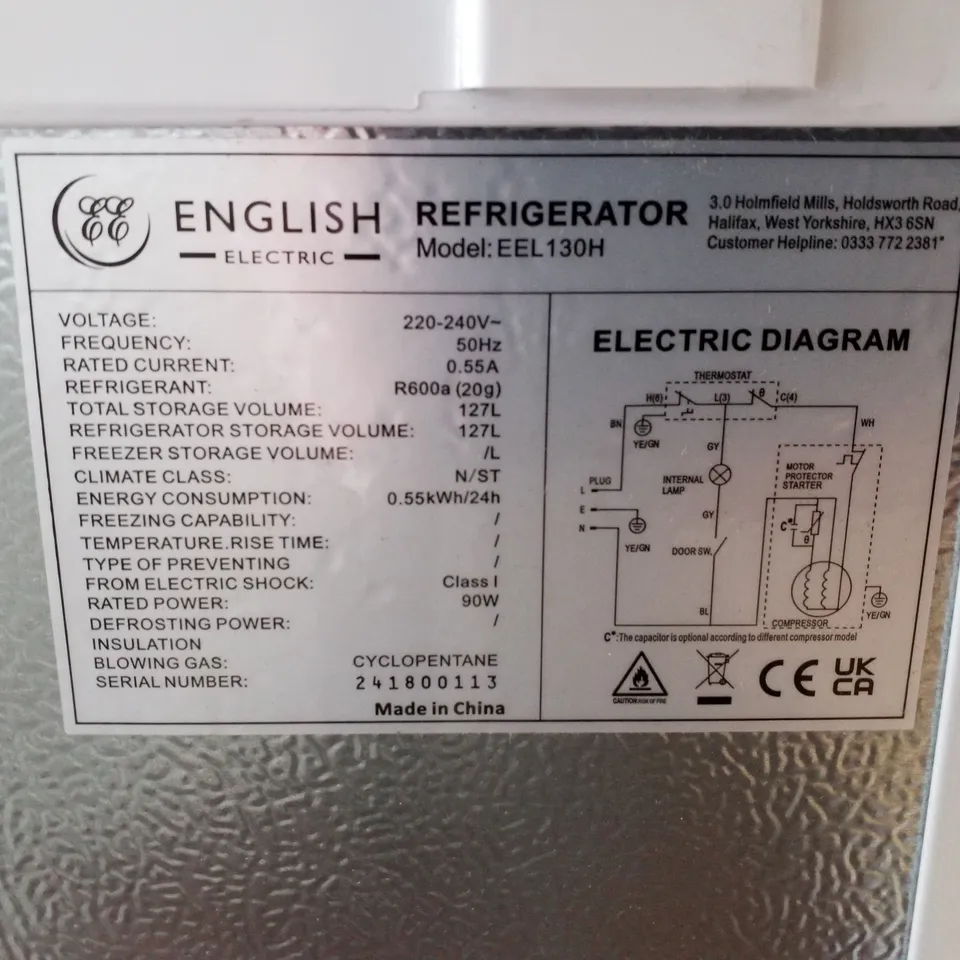 EE ENGLISH
ELECTRIC
REFRIGERATOR
Model: EEL130H
3.0 Holmfield Mills, Holdsworth Road,
Halifax, West Yorkshire, HX3 6SN
Customer Helpline: 0333 772 2381"
VOLTAGE: 220-240V~
FREQUENCY: 50Hz
RATED CURRENT: 0.55A
REFRIGERANT: R600a (20g)
TOTAL STORAGE VOLUME: 127L
REFRIGERATOR STORAGE VOLUME: 127L
FREEZER STORAGE VOLUME: /L
CLIMATE CLASS: N/ST
ENERGY CONSUMPTION: 0.55kWh/24h
FREEZING CAPABILITY: /
TEMPERATURE.RISE TIME: /
TYPE OF PREVENTING /
FROM ELECTRIC SHOCK: Class I
RATED POWER: 90W
DEFROSTING POWER: /
INSULATION
BLOWING GAS: CYCLOPENTANE
SERIAL NUMBER: 241800113
Made in China
ELECTRIC DIAGRAM
THERMOSTAT
H(6) L(3) θ C(4)
BN
YE/GN
GY
WH
PLUG
L
E
N
YE/GN
INTERNAL
LAMP
GY
DOOR SW.
BL
MOTOR
PROTECTOR
STARTER
C*
θ
COMPRESSOR
YE/GN
C*:The capacitor is optional according to different compressor model
CAUTION RISK OF FIRE
CE
UK
CA